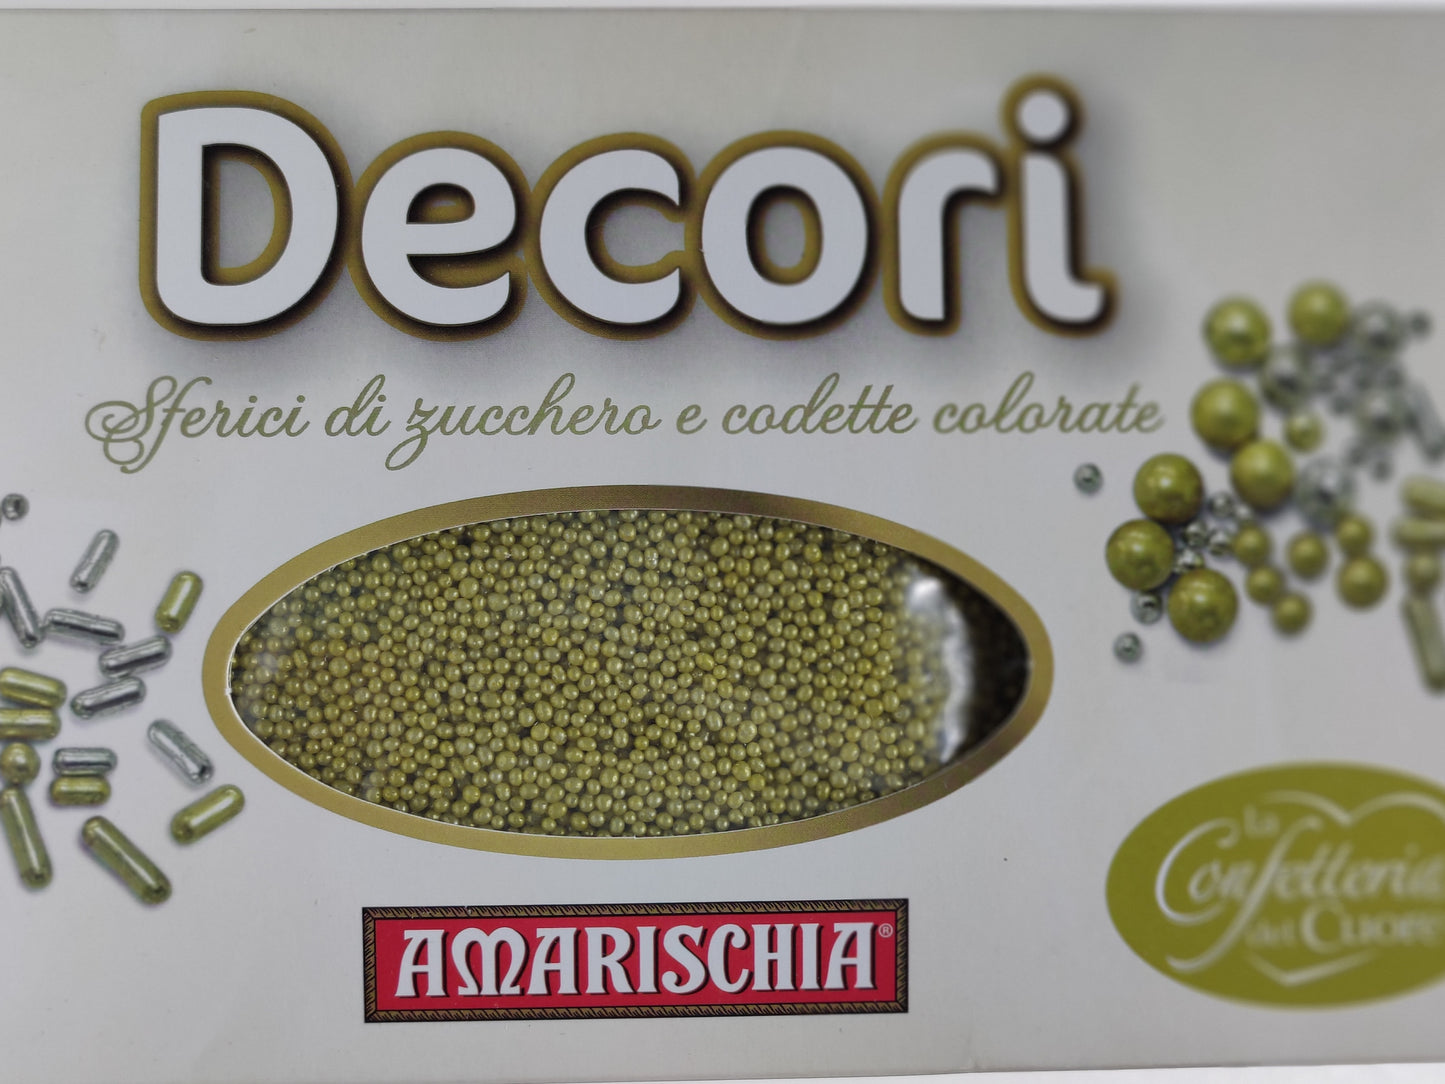 Decori
Sferici di zucchero e codette colorate
AMARISCHIA®
la
Confetteria
del Cuore